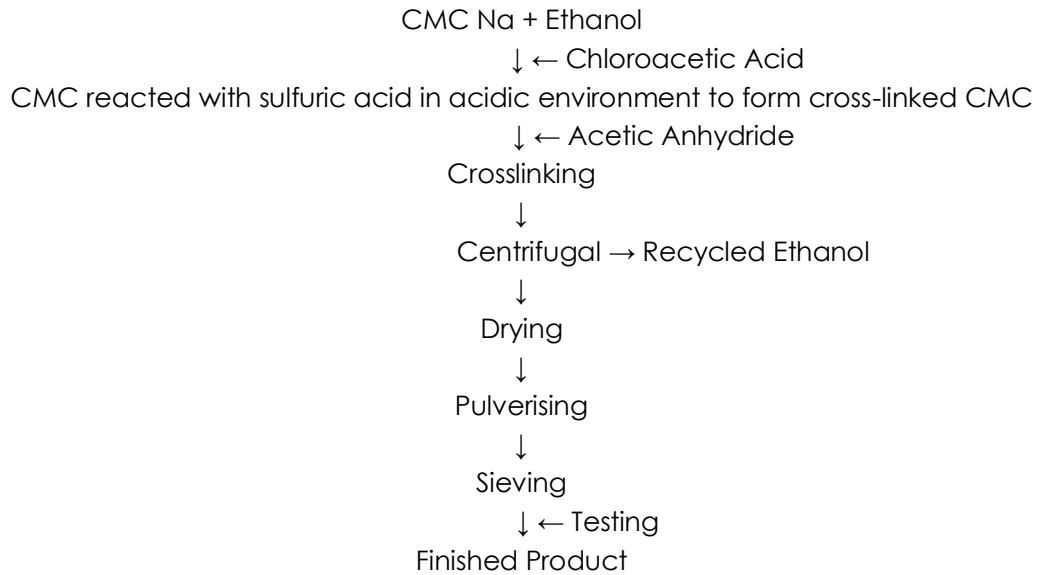 CMC Na + Ethanol
↓ ← Chloroacetic Acid
CMC reacted with sulfuric acid in acidic environment to form cross-linked CMC
↓ ← Acetic Anhydride
Crosslinking
↓
Centrifugal → Recycled Ethanol
↓
Drying
↓
Pulverising
↓
Sieving
↓ ← Testing
Finished Product